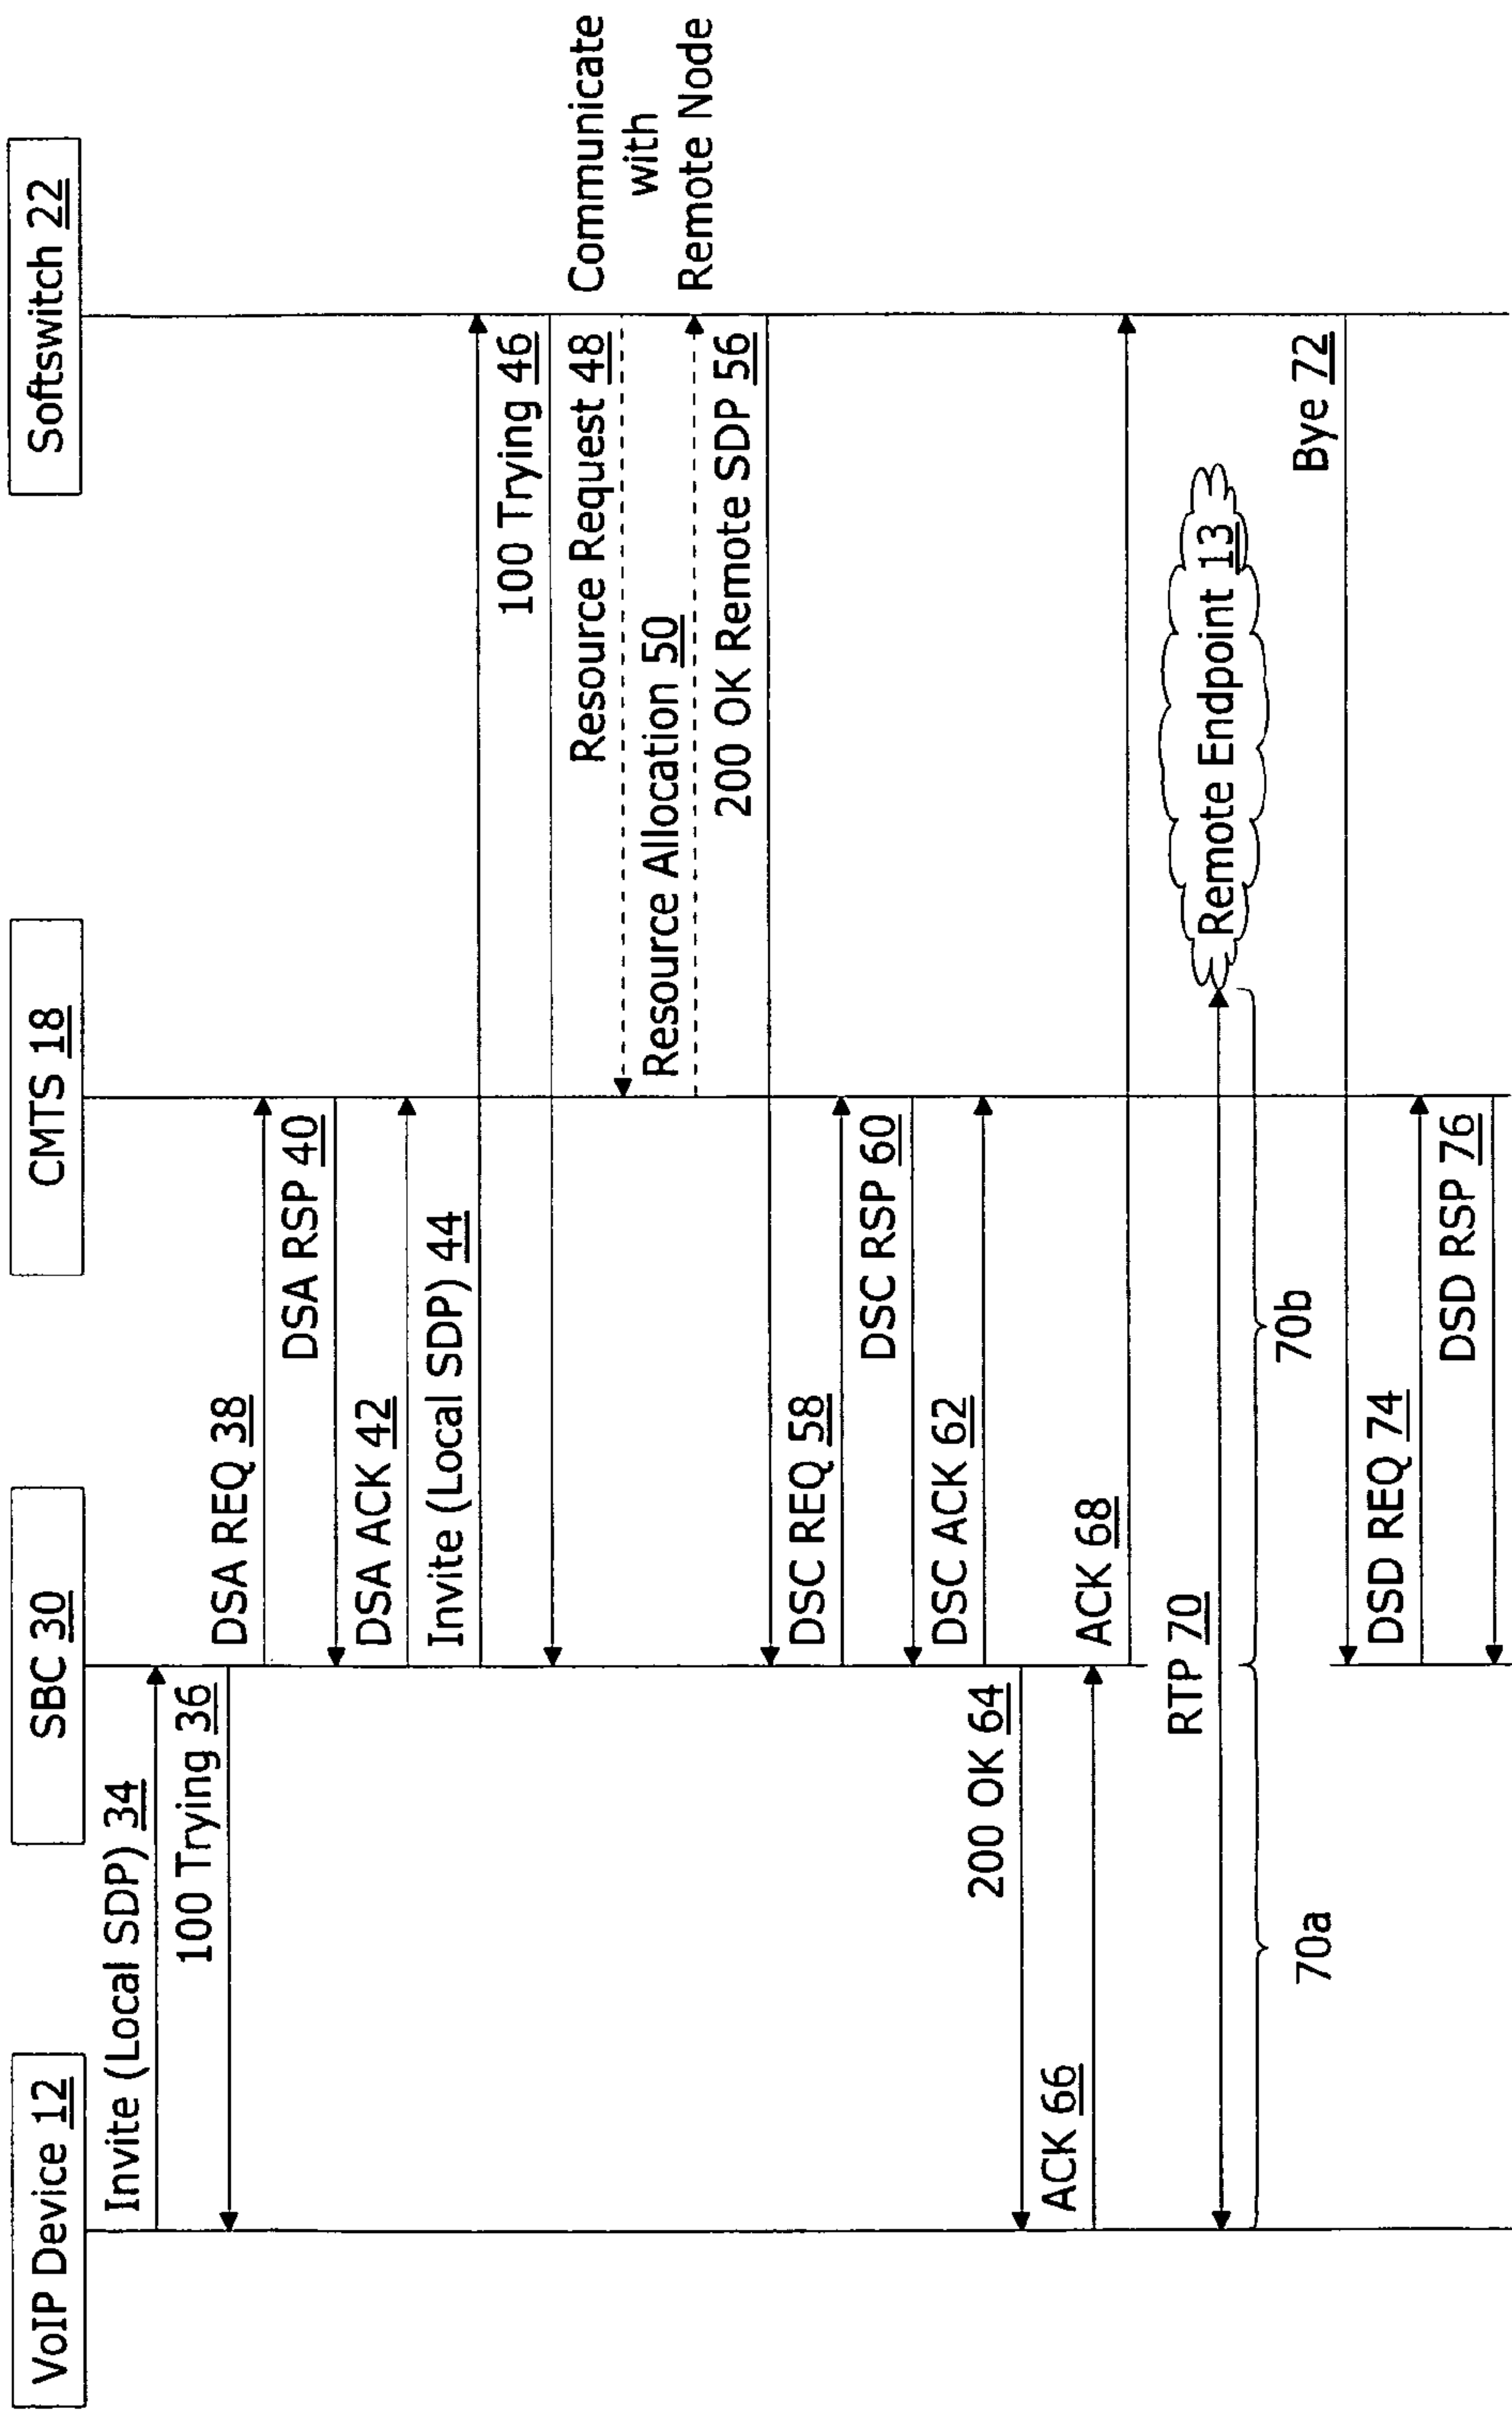 VoIP Device 12
SBC 30
CMTS 18
Softswitch 22
Invite (Local SDP) 34
100 Trying 36
DSA REQ 38
DSA RSP 40
DSA ACK 42
Invite (Local SDP) 44
100 Trying 46
Resource Request 48
Communicate
with
Remote Node
Resource Allocation 50
200 OK Remote SDP 56
DSC REQ 58
DSC RSP 60
DSC ACK 62
200 OK 64
ACK 66
ACK 68
RTP 70
Remote Endpoint 13
70a
70b
Bye 72
DSD REQ 74
DSD RSP 76